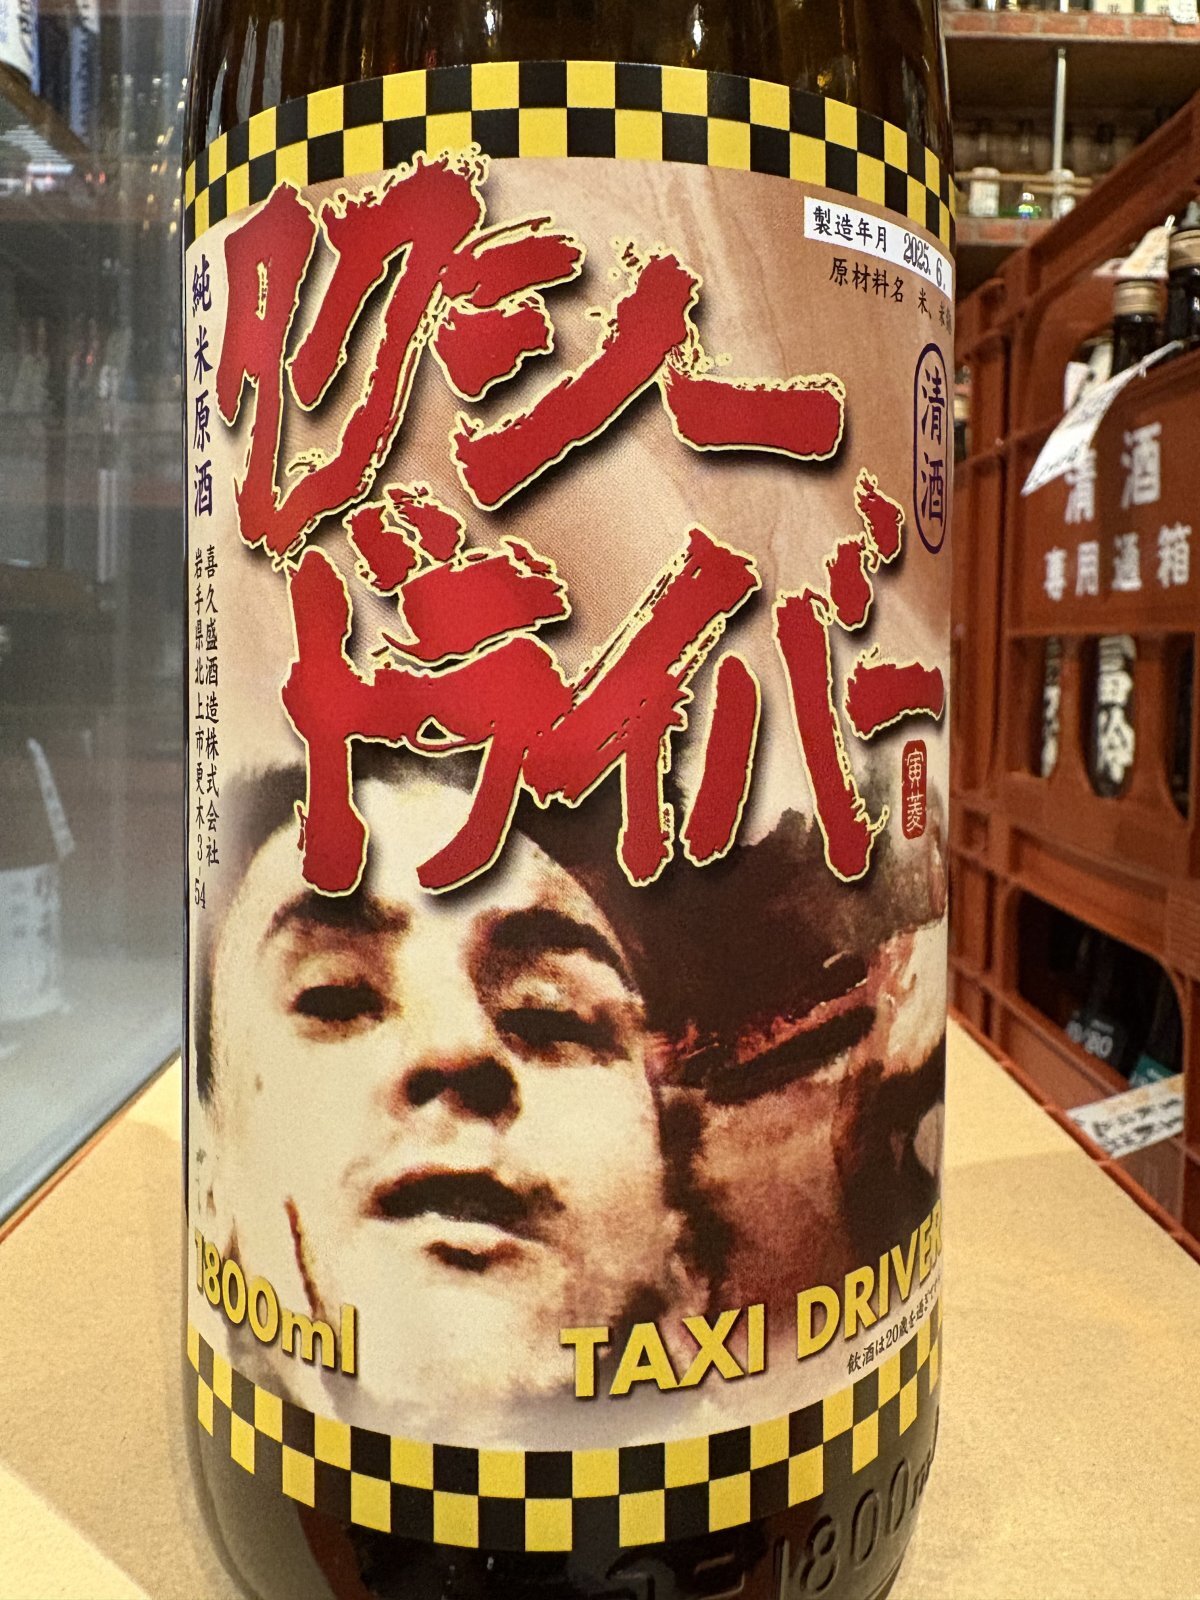 製造年月 2025.6.
原材料名 米、米麹
タクシー
ドライバー
清酒
純米原酒
喜久盛酒造株式会社
岩手県北上市更木3-54
寅菱
1800ml
TAXI DRIVER
飲酒は20歳を過ぎて
1800
清酒
専用通箱